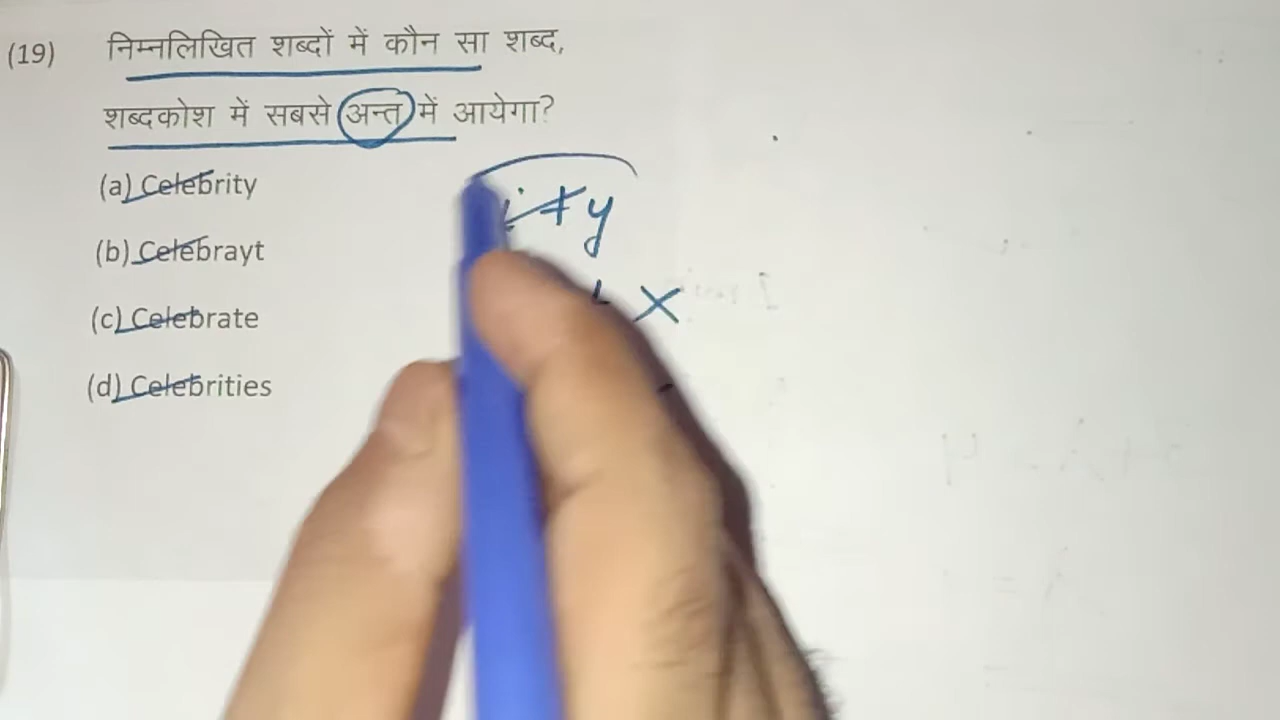 (19) निम्नलिखित शब्दों में कौन सा शब्द,
शब्दकोश में सबसे अन्त में आयेगा?
(a) Celebrity
(b) Celebrayt
(c) Celebrate
(d) Celebrities
i t y